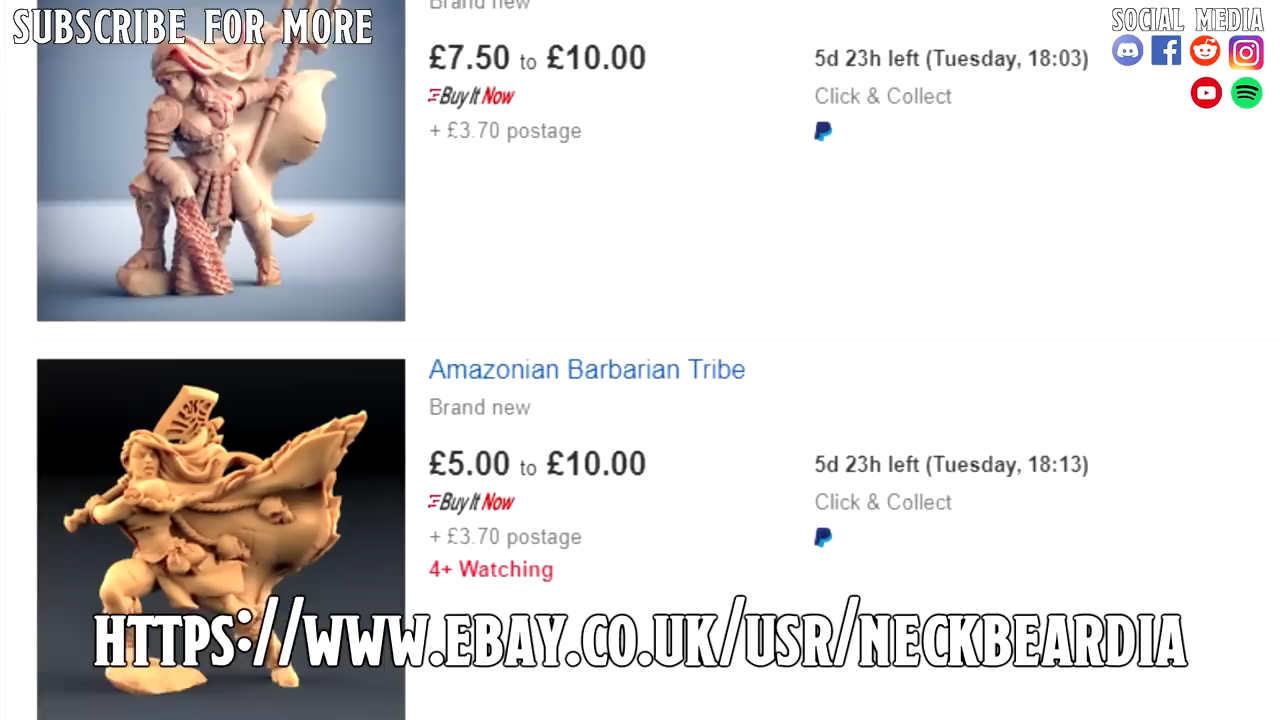 SUBSCRIBE FOR MORE
SOCIAL MEDIA
Brand new
£7.50 to £10.00
5d 23h left (Tuesday, 18:03)
Buy It Now
Click & Collect
+ £3.70 postage
Amazonian Barbarian Tribe
Brand new
£5.00 to £10.00
5d 23h left (Tuesday, 18:13)
Buy It Now
Click & Collect
+ £3.70 postage
4+ Watching
HTTPS://WWW.EBAY.CO.UK/USR/NECKBEARDIA